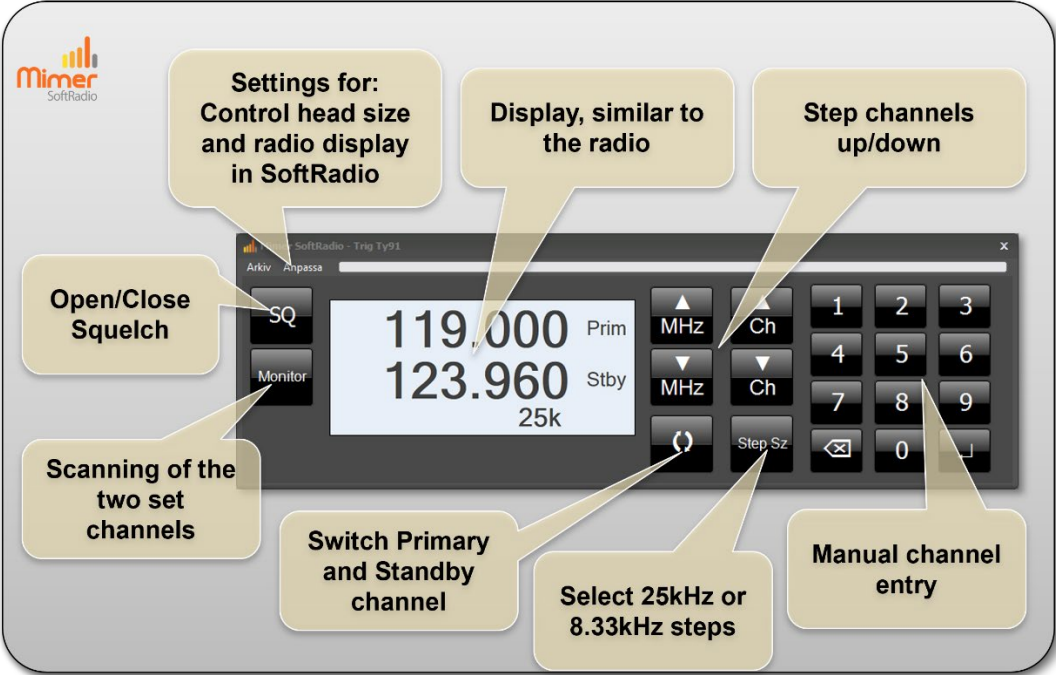 Mimer
SoftRadio
Settings for:
Control head size
and radio display
in SoftRadio
Display, similar to
the radio
Step channels
up/down
Mimer SoftRadio - Trig Ty91
x
Arkiv Anpassa
Open/Close
Squelch
SQ
Monitor
119.000 Prim
123.960 Stby
25k
MHz
Ch
MHz
Ch
Step Sz
1 2 3
4 5 6
7 8 9
0
Scanning of the
two set
channels
Switch Primary
and Standby
channel
Select 25kHz or
8.33kHz steps
Manual channel
entry